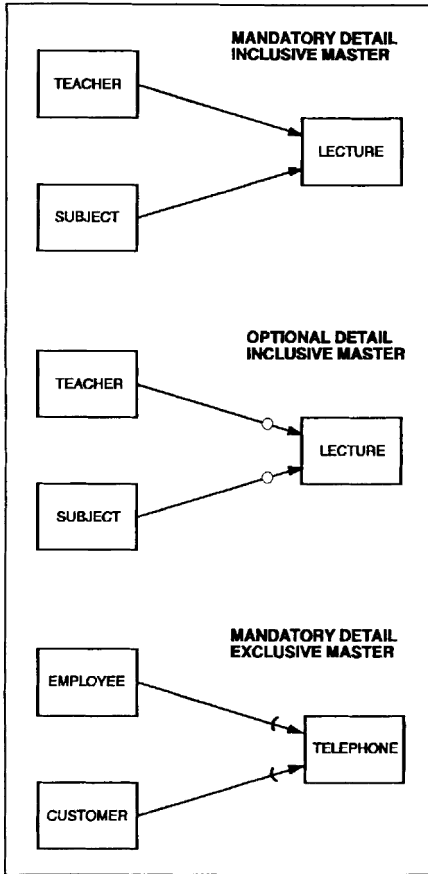 MANDATORY DETAIL
INCLUSIVE MASTER
TEACHER
LECTURE
SUBJECT
OPTIONAL DETAIL
INCLUSIVE MASTER
TEACHER
LECTURE
SUBJECT
MANDATORY DETAIL
EXCLUSIVE MASTER
EMPLOYEE
TELEPHONE
CUSTOMER